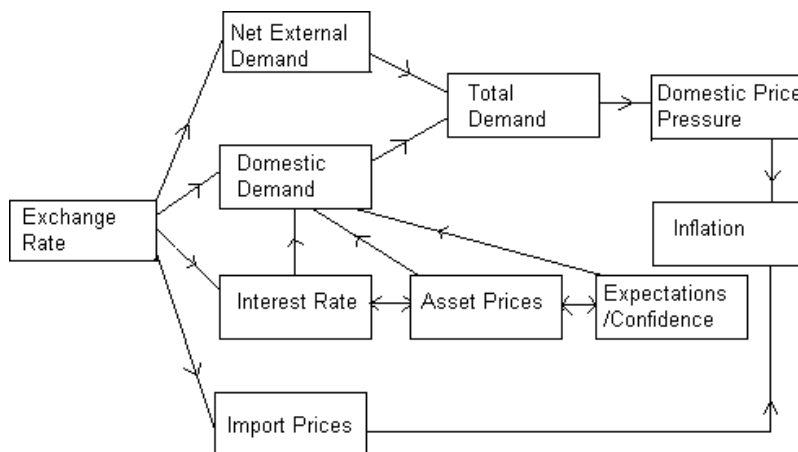 Net External
Demand
Total
Demand
Domestic Price
Pressure
Domestic
Demand
Exchange
Rate
Inflation
Interest Rate
Asset Prices
Expectations
/Confidence
Import Prices